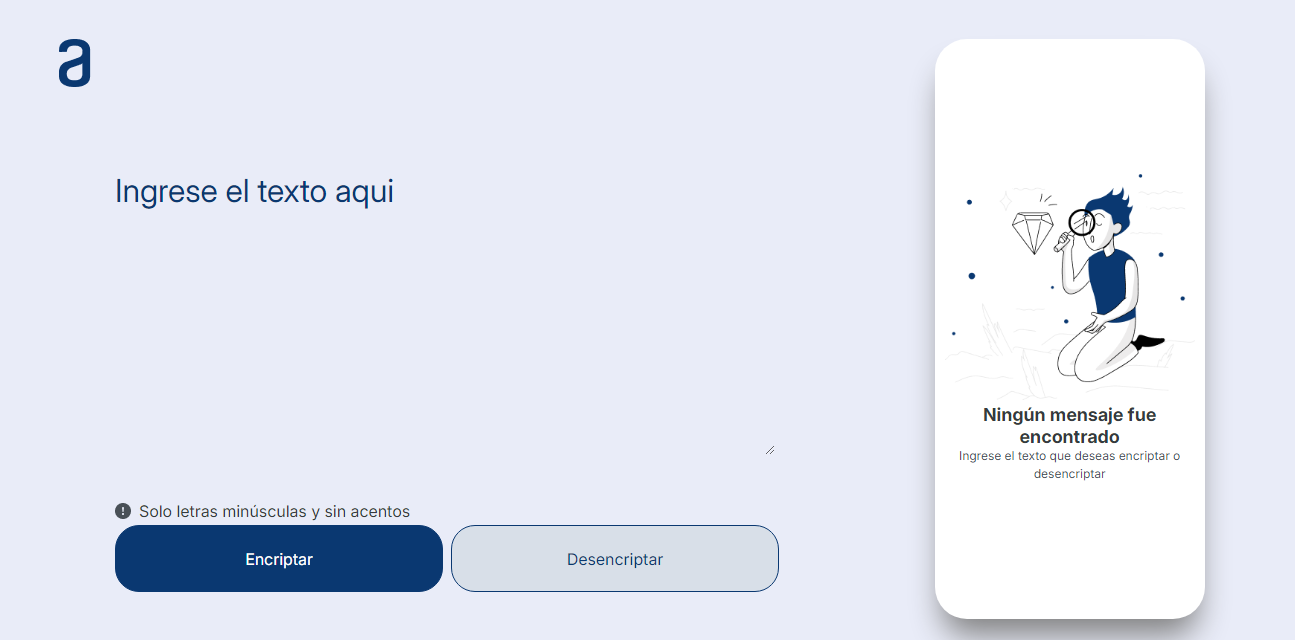 a
Ingrese el texto aqui
Solo letras minúsculas y sin acentos
Encriptar
Desencriptar
Ningún mensaje fue
encontrado
Ingrese el texto que deseas encriptar o
desencriptar